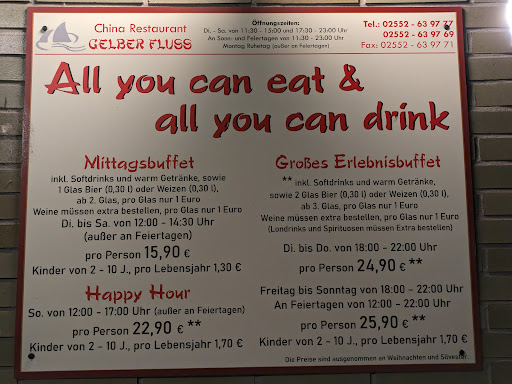 China Restaurant
GELBER FLUSS
Öffnungszeiten:
Di. - Sa. von 11:30 - 15:00 und 17:30 - 23:00 Uhr
An Sonn- und Feiertagen von 11:30 - 23:00 Uhr
Montag Ruhetag (außer an Feiertagen)
Tel.: 02552 - 63 97 77
02552 - 63 97 69
Fax: 02552 - 63 97 71
All you can eat &
all you can drink
Mittagsbuffet
inkl. Softdrinks und warm Getränke, sowie
1 Glas Bier (0,30 l) oder Weizen (0,30 l),
ab 2. Glas, pro Glas nur 1 Euro
Weine müssen extra bestellen, pro Glas nur 1 Euro
Di. bis Sa. von 12:00 - 14:30 Uhr
(außer an Feiertagen)
pro Person 15,90 €
Kinder von 2 - 10 J., pro Lebensjahr 1,30 €
Happy Hour
So. von 12:00 - 17:00 Uhr (außer an Feiertagen)
pro Person 22,90 € **
Kinder von 2 - 10 J., pro Lebensjahr 1,70 €
Großes Erlebnisbuffet
** inkl. Softdrinks und warm Getränke,
sowie 2 Glas Bier (0,30 l) oder Weizen (0,30 l),
ab 3. Glas, pro Glas nur 1 Euro
Weine müssen extra bestellen, pro Glas nur 1 Euro
(Londrinks und Spirituosen müssen Extra bestellen)
Di. bis Do. von 18:00 - 22:00 Uhr
pro Person 24,90 € **
Freitag bis Sonntag von 18:00 - 22:00 Uhr
An Feiertagen von 12:00 - 22:00 Uhr
pro Person 25,90 € **
Kinder von 2 - 10 J., pro Lebensjahr 1,70 €
Die Preise sind ausgenommen an Weihnachten und Silvester